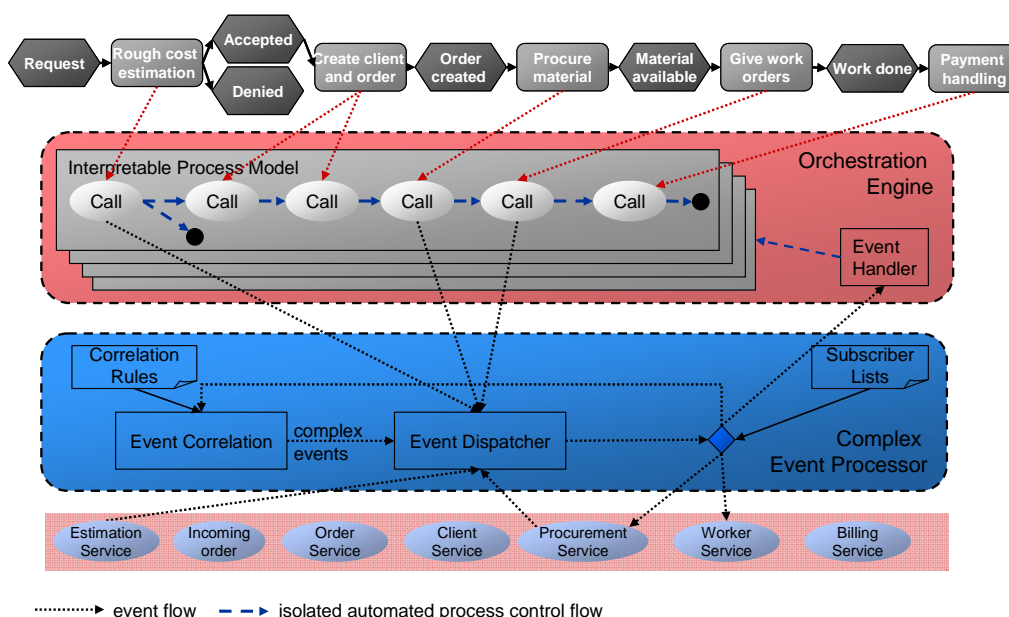 Request
Rough cost
estimation
Accepted
Denied
Create client
and order
Order
created
Procure
material
Material
available
Give work
orders
Work done
Payment
handling
Interpretable Process Model
Orchestration
Engine
Call
Call
Call
Call
Call
Call
Event
Handler
Correlation
Rules
Subscriber
Lists
Event Correlation
complex
events
Event Dispatcher
Complex
Event Processor
Estimation
Service
Incoming
order
Order
Service
Client
Service
Procurement
Service
Worker
Service
Billing
Service
event flow
isolated automated process control flow